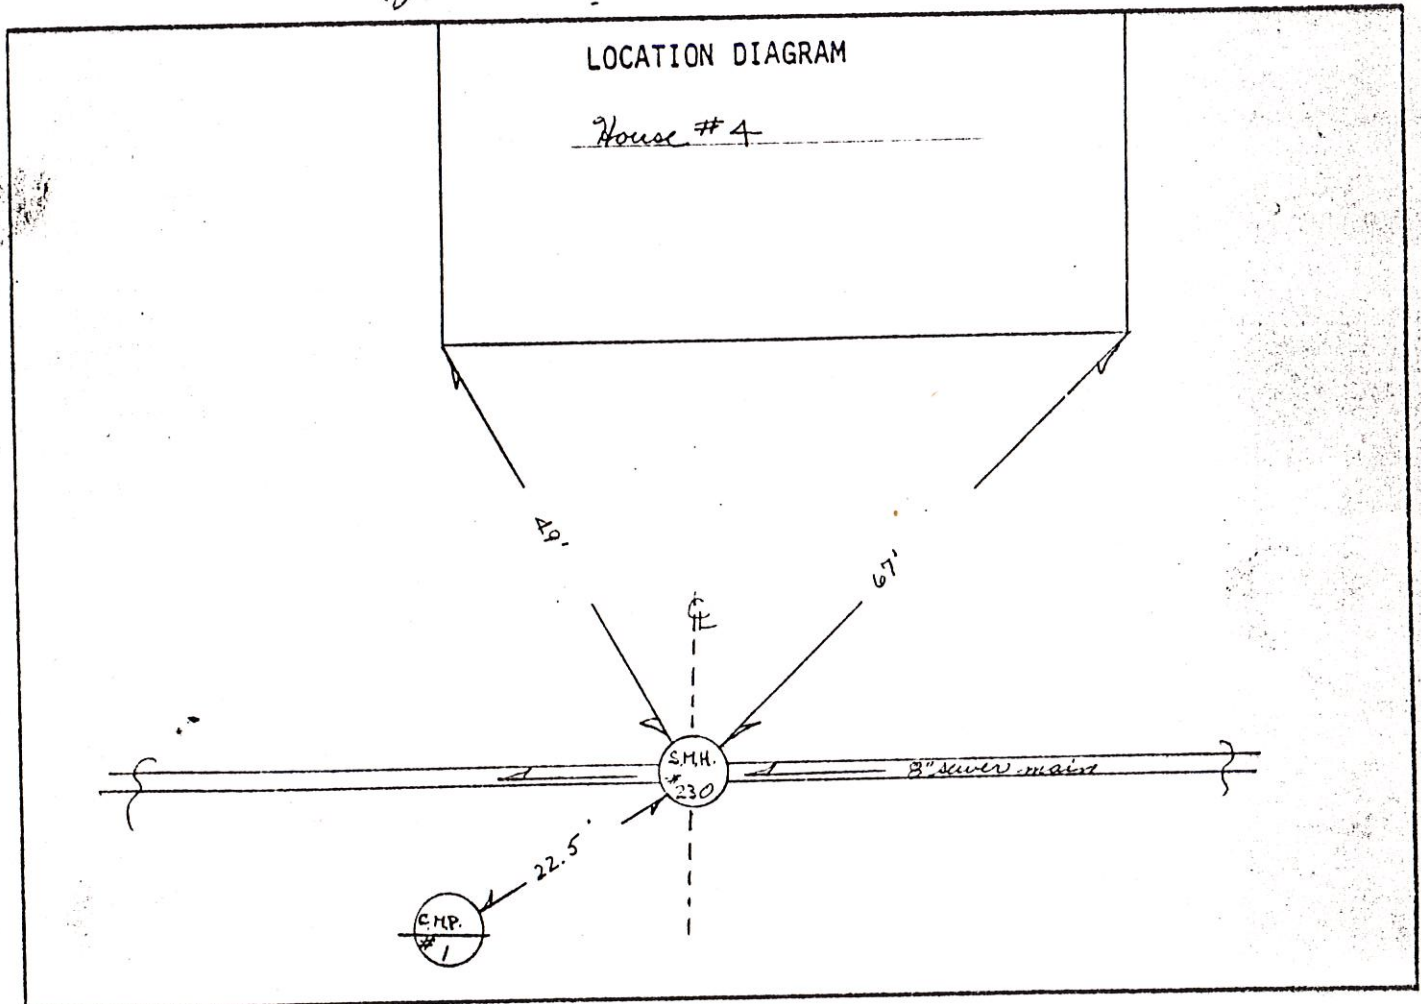 LOCATION DIAGRAM
House #4
49'
67'
℄
S.M.H.
#
230
8" sewer main
22.5'
C.M.P.
#1